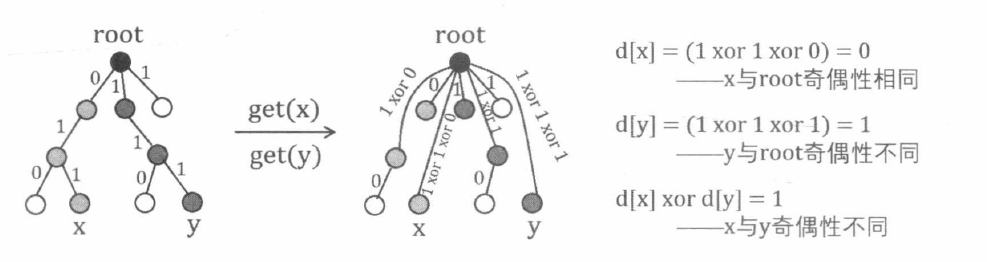 root
0
1
1
1
1
0
1
0
1
x
y
get(x)
get(y)
root
1 xor 0
0
1
1
1 xor 1 xor 0
1 xor 1
1 xor 1 xor 1
0
0
x
y
d[x] = (1 xor 1 xor 0) = 0
——x与root奇偶性相同
d[y] = (1 xor 1 xor 1) = 1
——y与root奇偶性不同
d[x] xor d[y] = 1
——x与y奇偶性不同